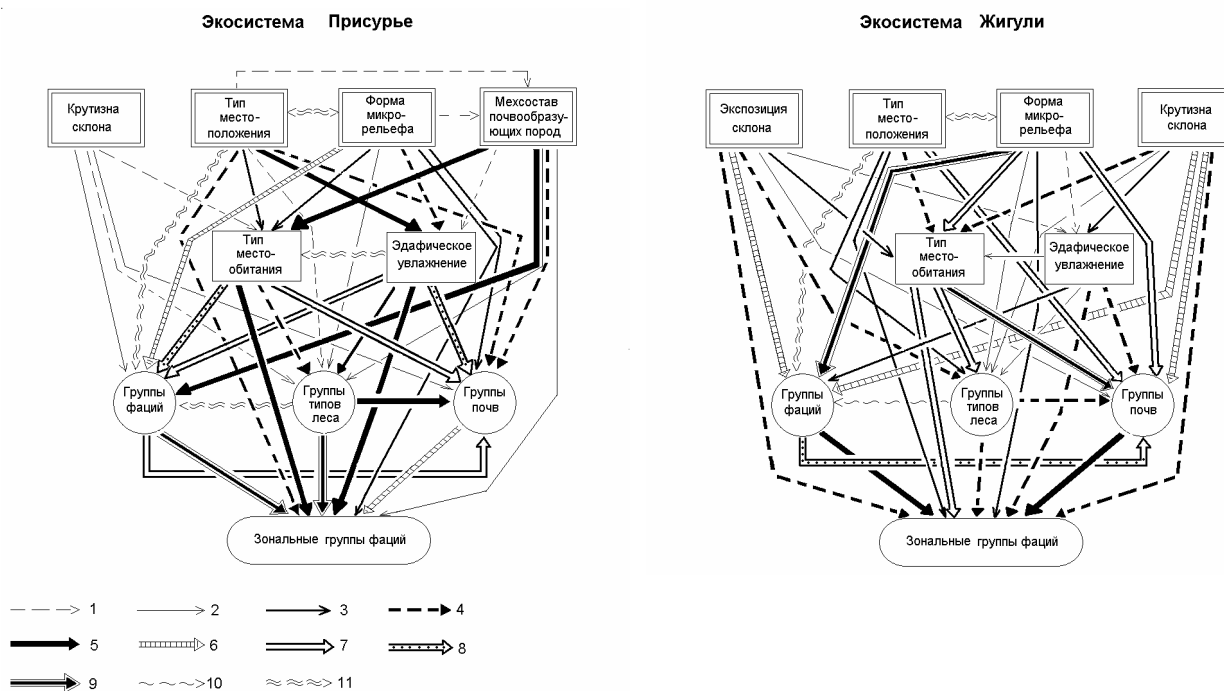 Экосистема Присурье
Крутизна
склона
Тип
место-
положения
Форма
микро-
рельефа
Мехсостав
почвообразу-
ющих пород
Тип
место-
обитания
Эдафическое
увлажнение
Группы
фаций
Группы
типов
леса
Группы
почв
Зональные группы фаций
Экосистема Жигули
Экспозиция
склона
Тип
место-
положения
Форма
микро-
рельефа
Крутизна
склона
Тип
место-
обитания
Эдафическое
увлажнение
Группы
фаций
Группы
типов
леса
Группы
почв
Зональные группы фаций
1 2 3 4
5 6 7 8
9 10 11